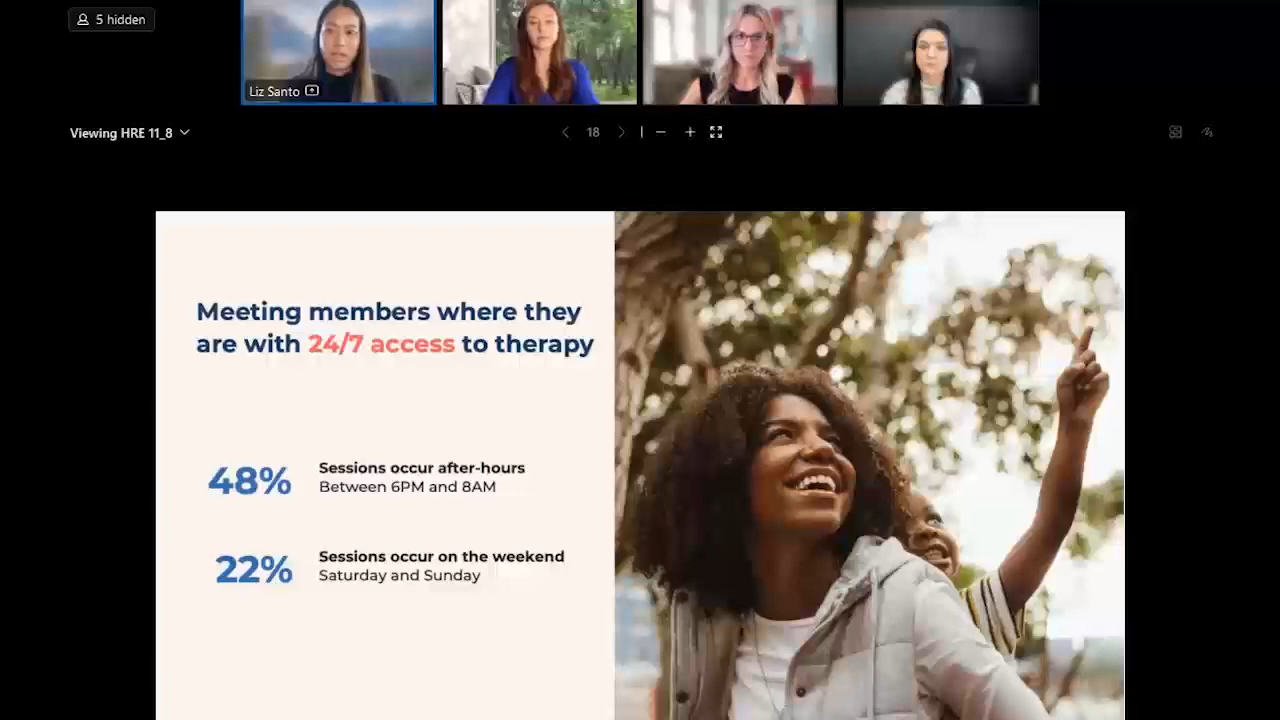 5 hidden
Liz Santo
Viewing HRE 11_8
18
Meeting members where they
are with 24/7 access to therapy
48%
Sessions occur after-hours
Between 6PM and 8AM
22%
Sessions occur on the weekend
Saturday and Sunday